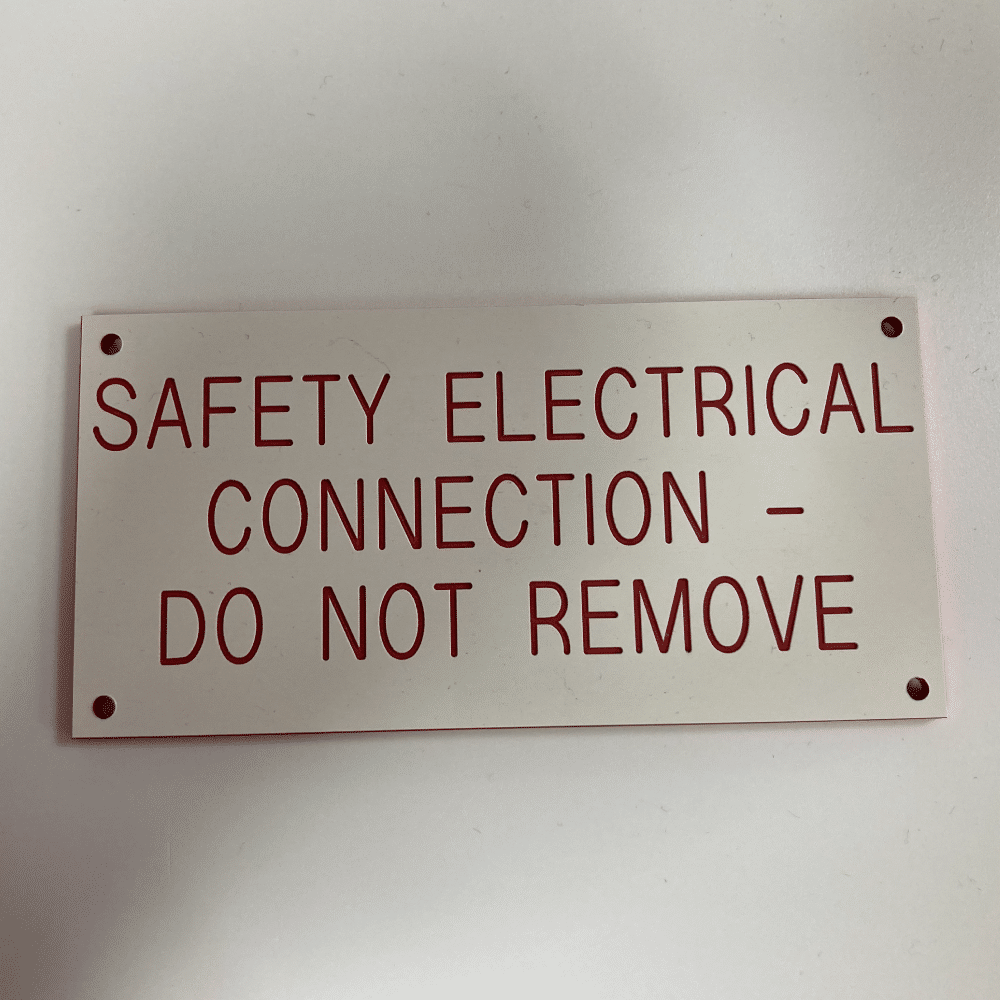 SAFETY ELECTRICAL
CONNECTION -
DO NOT REMOVE